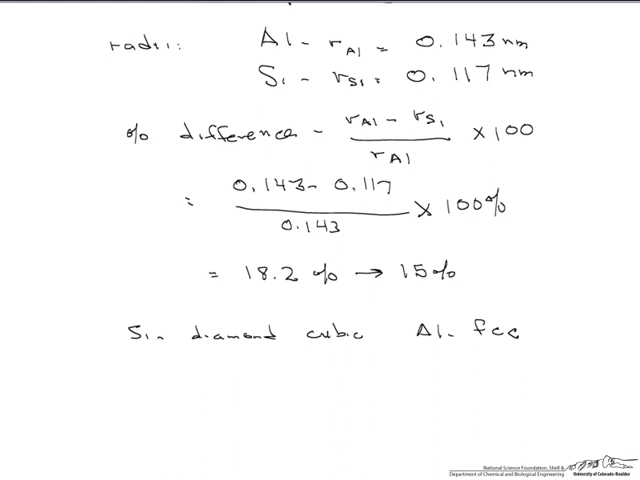 radii: Al - rAl = 0.143 nm
Si - rSi = 0.117 nm
% difference - rAl - rSi / rAl × 100
= 0.143 - 0.117 / 0.143 × 100%
= 18.2 % → 15%
Si - diamond cubic Al - fcc
National Science Foundation, Shell &
Department of Chemical and Biological Engineering
University of Colorado-Boulder